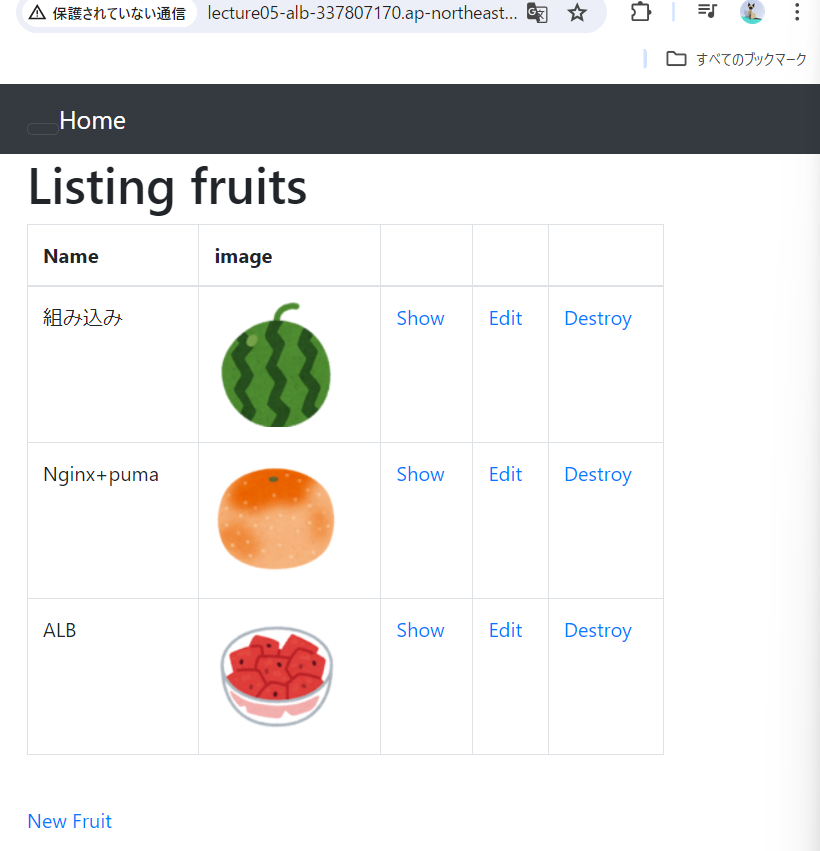 保護されていない通信 lecture05-alb-337807170.ap-northeast...
すべてのブックマーク
Home
Listing fruits
Name image
組み込み Show Edit Destroy
Nginx+puma Show Edit Destroy
ALB Show Edit Destroy
New Fruit